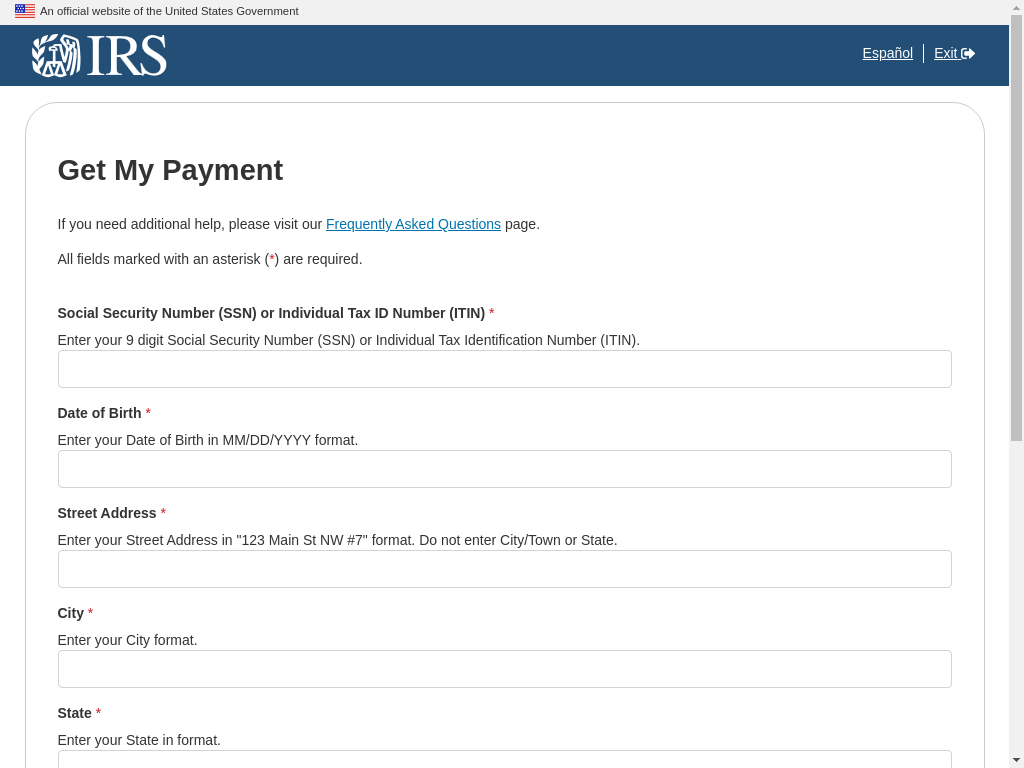 An official website of the United States Government
IRS
Español
Exit
Get My Payment
If you need additional help, please visit our Frequently Asked Questions page.
All fields marked with an asterisk (*) are required.
Social Security Number (SSN) or Individual Tax ID Number (ITIN) *
Enter your 9 digit Social Security Number (SSN) or Individual Tax Identification Number (ITIN).
Date of Birth *
Enter your Date of Birth in MM/DD/YYYY format.
Street Address *
Enter your Street Address in "123 Main St NW #7" format. Do not enter City/Town or State.
City *
Enter your City format.
State *
Enter your State in format.